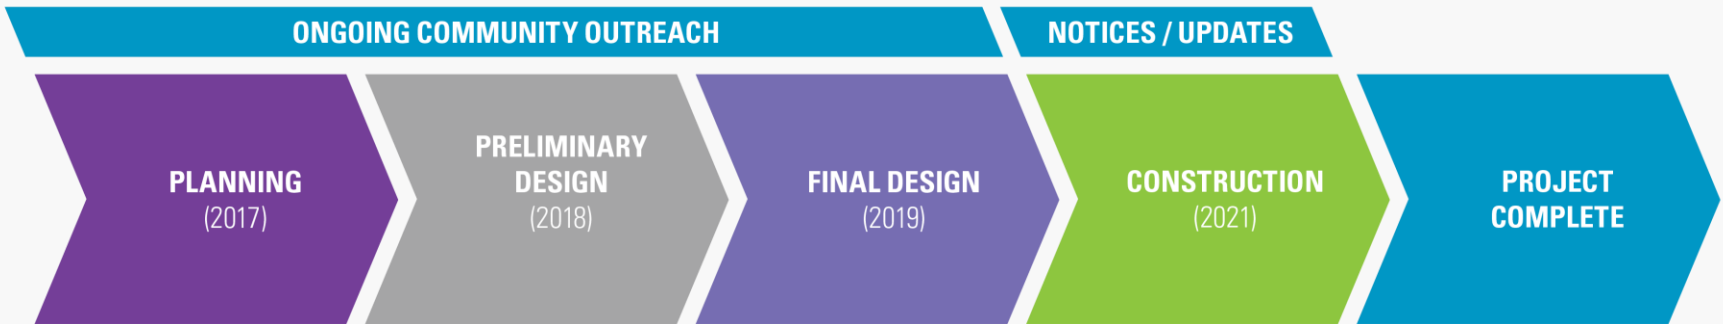 ONGOING COMMUNITY OUTREACH
NOTICES / UPDATES
PLANNING
(2017)
PRELIMINARY
DESIGN
(2018)
FINAL DESIGN
(2019)
CONSTRUCTION
(2021)
PROJECT
COMPLETE